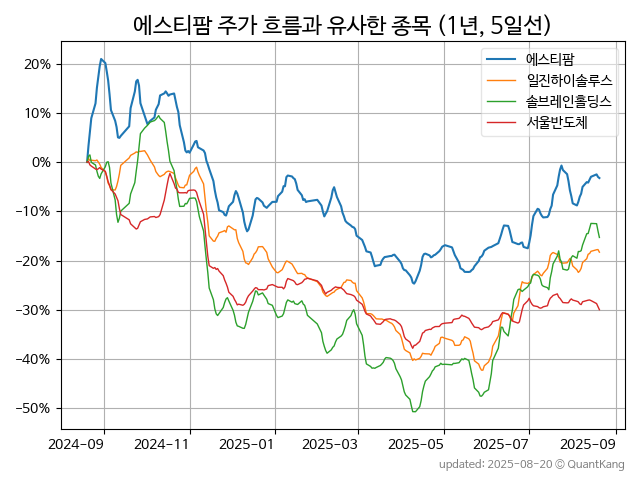 에스티팜 주가 흐름과 유사한 종목 (1년, 5일선)
에스티팜
일진하이솔루스
솔브레인홀딩스
서울반도체
20%
10%
0%
−10%
−20%
−30%
−40%
−50%
2024-09 2024-11 2025-01 2025-03 2025-05 2025-07 2025-09
updated: 2025-08-20 © QuantKang